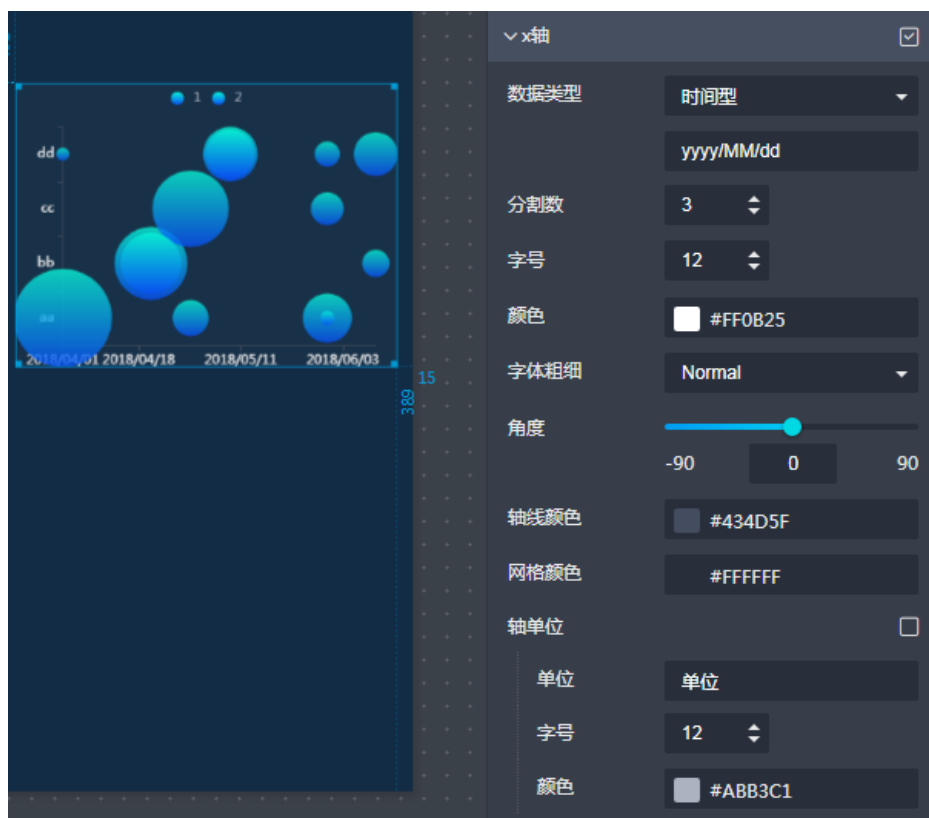 1 2
dd
cc
bb
aa
2018/04/01 2018/04/18 2018/05/11 2018/06/03
15
389
x轴
数据类型 时间型
yyyy/MM/dd
分割数 3
字号 12
颜色 #FF0B25
字体粗细 Normal
角度
-90 0 90
轴线颜色 #434D5F
网格颜色 #FFFFFF
轴单位
单位 单位
字号 12
颜色 #ABB3C1